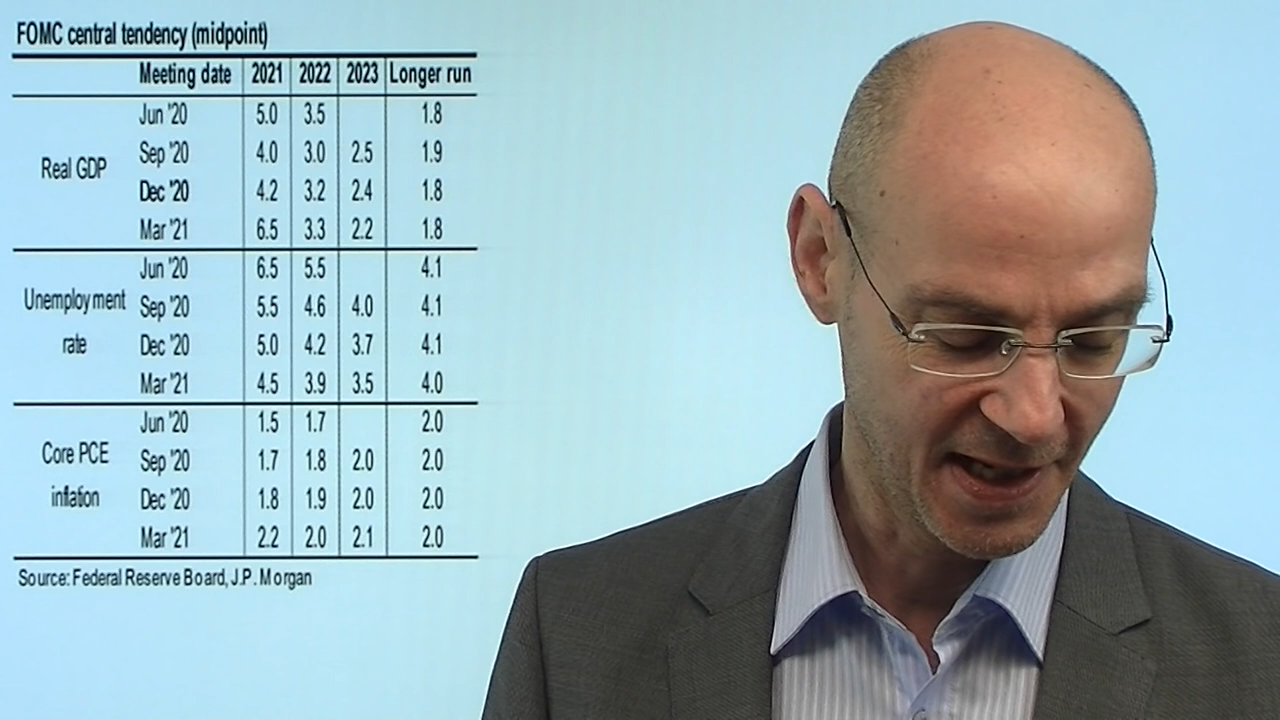 FOMC central tendency (midpoint)
Meeting date 2021 2022 2023 Longer run
Real GDP
Jun '20 5.0 3.5 1.8
Sep '20 4.0 3.0 2.5 1.9
Dec '20 4.2 3.2 2.4 1.8
Mar '21 6.5 3.3 2.2 1.8
Unemployment
rate
Jun '20 6.5 5.5 4.1
Sep '20 5.5 4.6 4.0 4.1
Dec '20 5.0 4.2 3.7 4.1
Mar '21 4.5 3.9 3.5 4.0
Core PCE
inflation
Jun '20 1.5 1.7 2.0
Sep '20 1.7 1.8 2.0 2.0
Dec '20 1.8 1.9 2.0 2.0
Mar '21 2.2 2.0 2.1 2.0
Source: Federal Reserve Board, J.P. Morgan